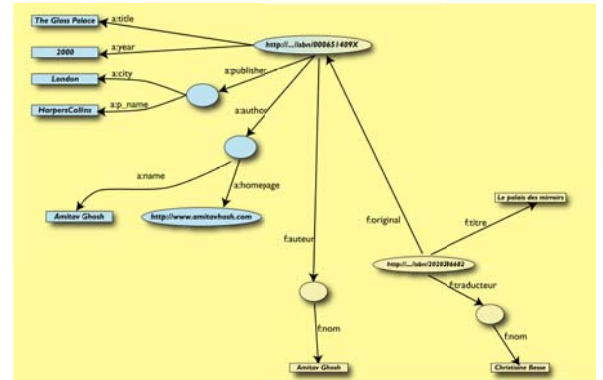 The Glass Palace
a:title
http://.../isbn/000651409X
2000
a:year
London
a:city
a:publisher
HarpersCollins
a:p_name
a:author
a:name
a:homepage
Amitav Ghosh
http://www.amitavhosh.com
f:auteur
f:original
Le palais des mirroirs
f:titre
http://.../isbn/2020386682
f:traducteur
f:nom
f:nom
Amitav Ghosh
Christiane Besse